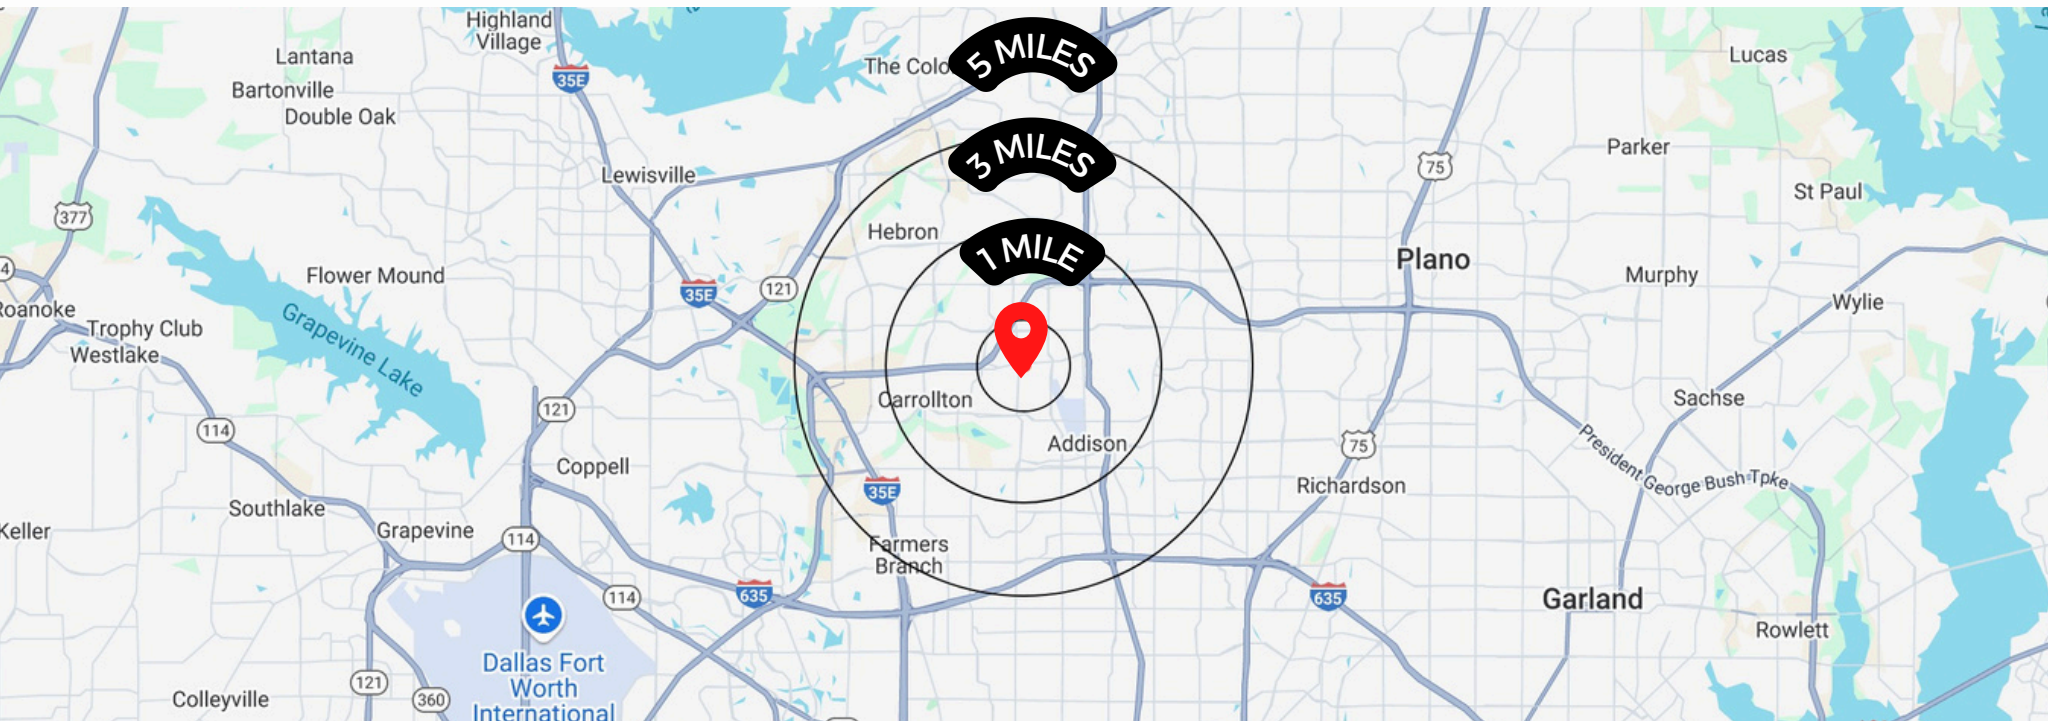 Highland
Village
Lantana
The Colo
5 MILES
Lucas
35E
Bartonville
Double Oak
Parker
3 MILES
75
Lewisville
St Paul
377
Hebron
1 MILE
Plano
4
Flower Mound
Murphy
35E
121
Roanoke
Wylie
Trophy Club
Westlake
Grapevine Lake
Carrollton
Sachse
121
114
Addison
75
President George Bush Tpke
Coppell
Richardson
35E
Southlake
Keller
Grapevine
114
Farmers
Branch
635
114
635
Garland
Rowlett
Dallas Fort
Worth
International
121
360
Colleyville